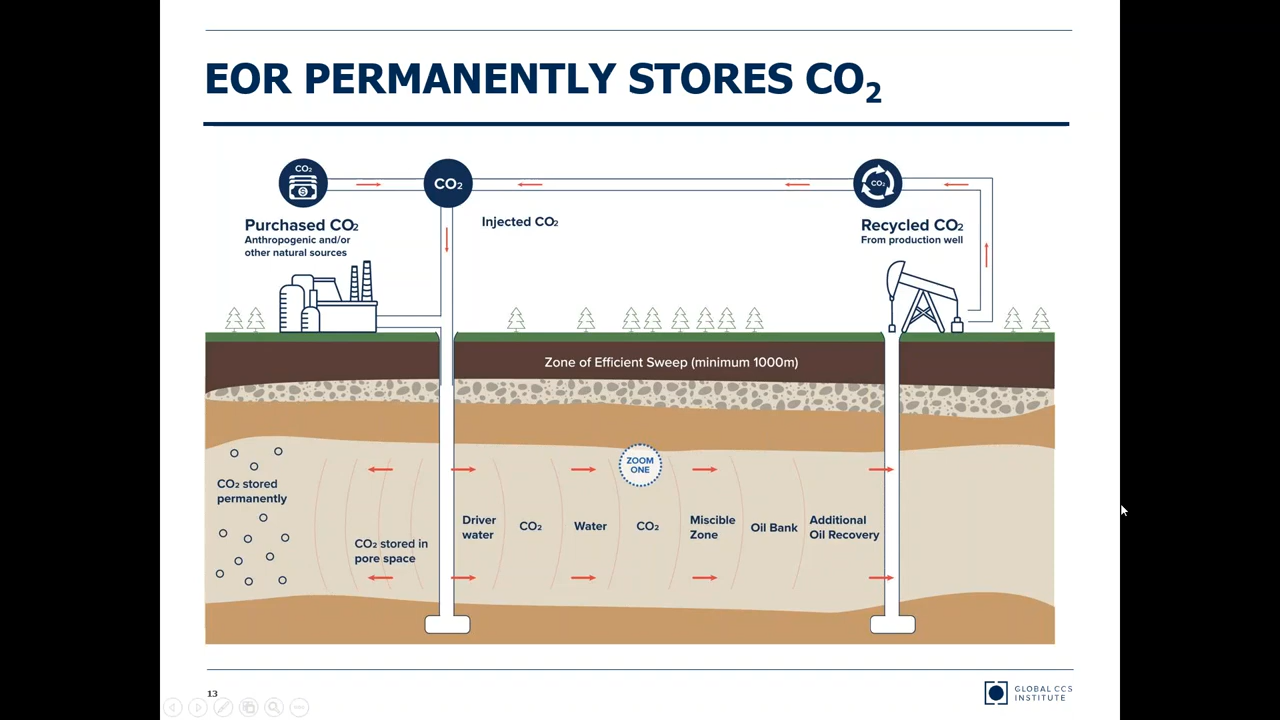 EOR PERMANENTLY STORES CO₂
CO₂
$
CO₂
CO₂
Purchased CO₂
Anthropogenic and/or
other natural sources
Injected CO₂
Recycled CO₂
From production well
Zone of Efficient Sweep (minimum 1000m)
ZOOM
ONE
CO₂ stored
permanently
CO₂ stored in
pore space
Driver
water
CO₂
Water
CO₂
Miscible
Zone
Oil Bank
Additional
Oil Recovery
13
GLOBAL CCS
INSTITUTE